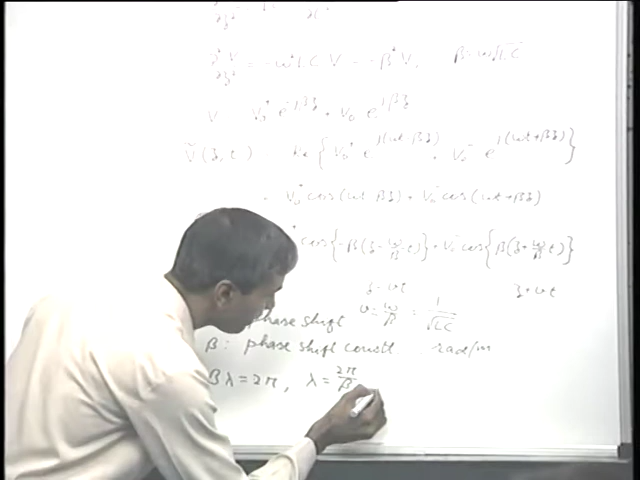 ∂²V/∂z² = -ω²LC V = -β²V, β = ω√LC
V V₀⁺ e^{-jβz} + V₀⁻ e^{jβz}
Ṽ(z,t) Re {V₀⁺ e^{j(ωt βz)} + V₀⁻ e^{j(ωt+βz)}}
V₀⁺cos(ωt βz) + V₀⁻cos(ωt+βz)
cos{-β(z-ω/β t)} + V₀⁻cos{β(z+ω/β t)}
z-vt z+vt
phase shift v = ω/β = 1/√LC
β: phase shift constt rad/m
βλ = 2π, λ = 2π/β